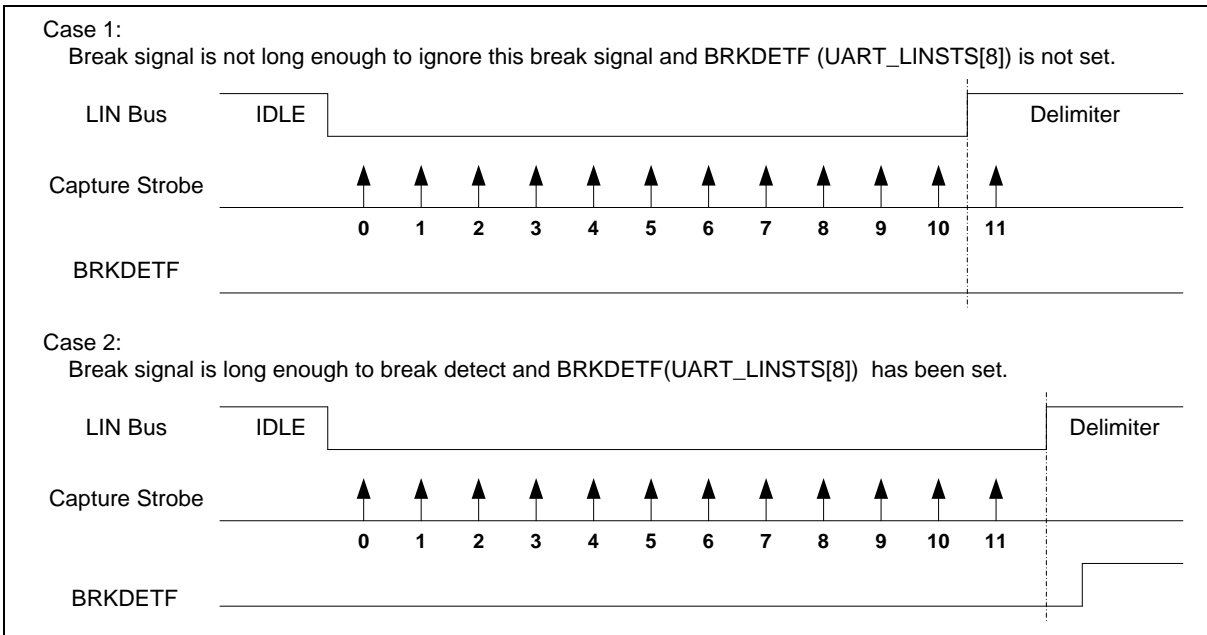 Case 1:
Break signal is not long enough to ignore this break signal and BRKDETF (UART_LINSTS[8]) is not set.
LIN Bus IDLE Delimiter
Capture Strobe
0 1 2 3 4 5 6 7 8 9 10 11
BRKDETF
Case 2:
Break signal is long enough to break detect and BRKDETF(UART_LINSTS[8]) has been set.
LIN Bus IDLE Delimiter
Capture Strobe
0 1 2 3 4 5 6 7 8 9 10 11
BRKDETF